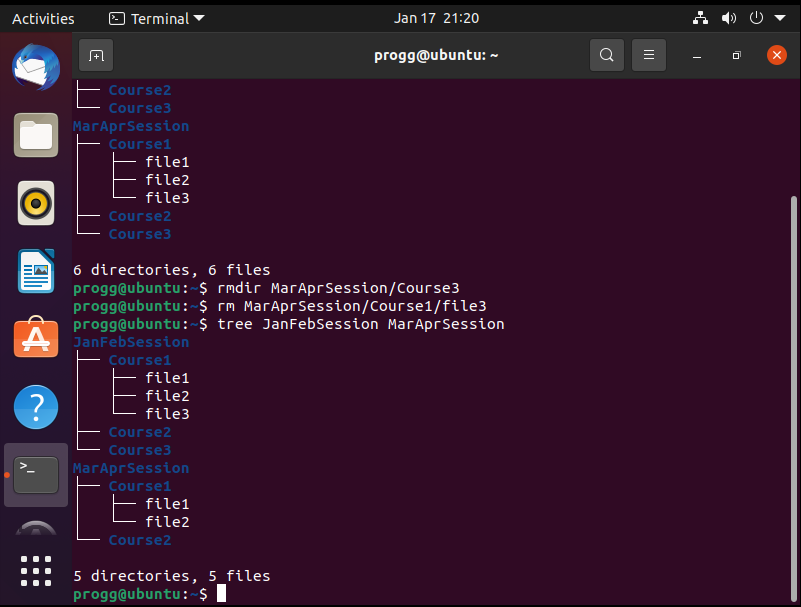 Activities Terminal Jan 17 21:20
progg@ubuntu: ~
├── Course2
└── Course3
MarAprSession
├── Course1
│   ├── file1
│   ├── file2
│   └── file3
├── Course2
└── Course3
6 directories, 6 files
progg@ubuntu:~$ rmdir MarAprSession/Course3
progg@ubuntu:~$ rm MarAprSession/Course1/file3
progg@ubuntu:~$ tree JanFebSession MarAprSession
JanFebSession
├── Course1
│   ├── file1
│   ├── file2
│   └── file3
├── Course2
└── Course3
MarAprSession
├── Course1
│   ├── file1
│   └── file2
└── Course2
5 directories, 5 files
progg@ubuntu:~$